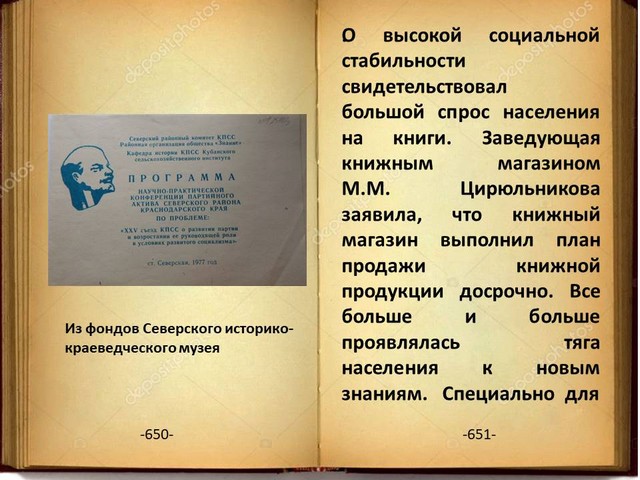 Северский районный комитет КПСС
Районная организация общества «Знание»
Кафедра истории КПСС Кубанского
сельскохозяйственного института
ПРОГРАММА
НАУЧНО-ПРАКТИЧЕСКОЙ
КОНФЕРЕНЦИИ ПАРТИЙНОГО
АКТИВА СЕВЕРСКОГО РАЙОНА
КРАСНОДАРСКОГО КРАЯ
ПО ПРОБЛЕМЕ:
«XXV съезд КПСС о развитии партии
и возрастании ее руководящей роли
в условиях развитого социализма»
ст. Северская, 1977 год
Из фондов Северского историко-
краеведческого музея
-650-
О высокой социальной
стабильности
свидетельствовал
большой спрос населения
на книги. Заведующая
книжным магазином
М.М. Цирюльникова
заявила, что книжный
магазин выполнил план
продажи книжной
продукции досрочно. Все
больше и больше
проявлялась тяга
населения к новым
знаниям. Специально для
-651-
depositphotos
depositphotos
depositphotos